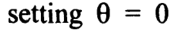 setting θ = 0